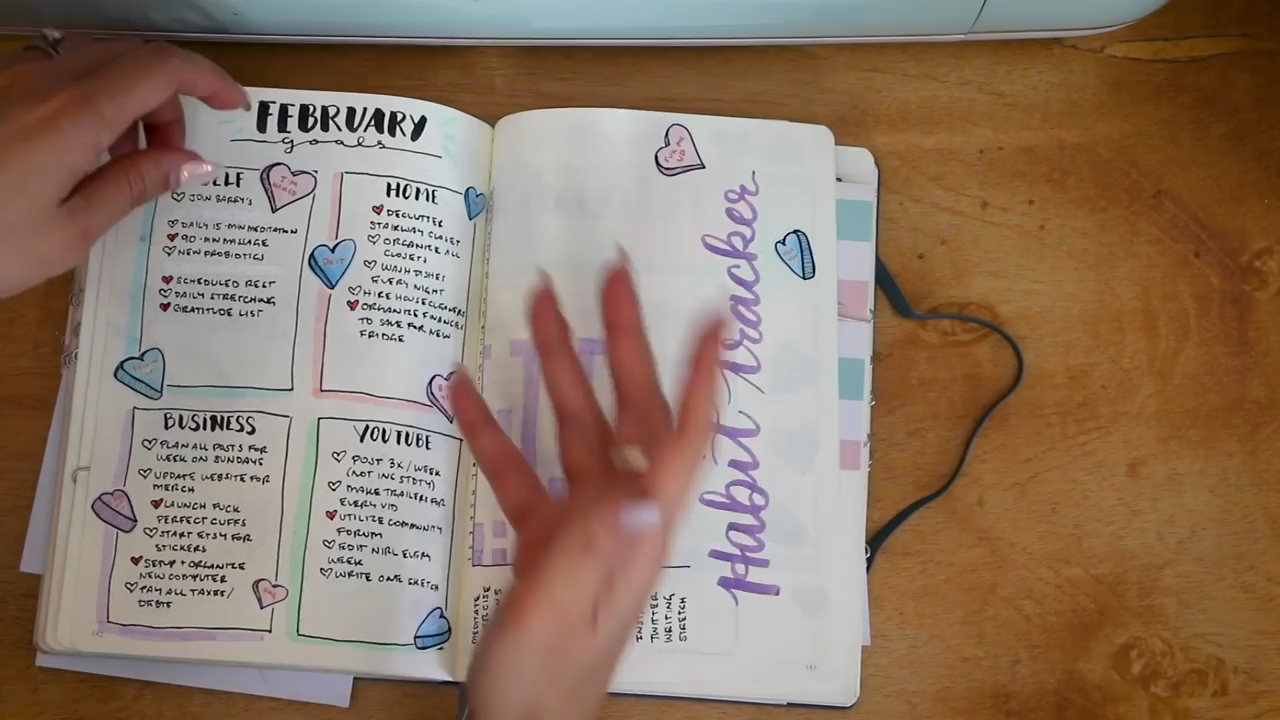 FEBRUARY
goals
SELF
JOIN BARRY'S
DAILY 15-MIN MEDITATION
90-MIN MASSAGE
NEW PROBIOTICS
SCHEDULED REST
DAILY STRETCHING
GRATITUDE LIST
HOME
DECLUTTER
STAIRWAY CLOSET
ORGANIZE ALL
CLOSETS
WASH DISHES
EVERY NIGHT
HIRE HOUSECLEANERS
ORGANIZE FINANCES
TO SAVE FOR NEW
FRIDGE
DO IT
BUSINESS
PLAN ALL POSTS FOR
WEEK ON SUNDAYS
UPDATE WEBSITE FOR
MERCH
LAUNCH FUCK
PERFECT CUFFS
START ETSY FOR
STICKERS
SETUP + ORGANIZE
NEW COMPUTER
PAY ALL TAXES/
DEBTS
142
YOUTUBE
POST 3X/WEEK
(NOT INC STDTY)
MAKE TRAILERS FOR
EVERY VID
UTILIZE COMMUNITY
FORUM
EDIT NIRL EVERY
WEEK
WRITE ONE SKETCH
Habit tracker
MEDITATE
TWITTER
WRITING
STRETCH
143